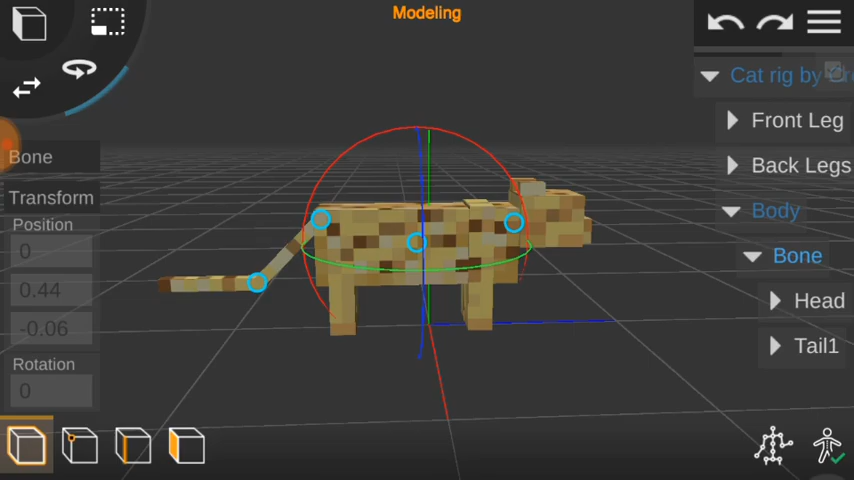 Modeling
Cat rig by
Front Leg
Back Legs
Body
Bone
Head
Tail1
Bone
Transform
Position
0
0.44
-0.06
Rotation
0